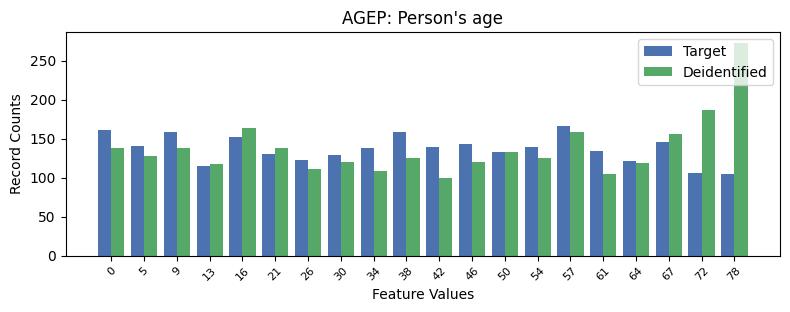 AGEP: Person's age
Target
Deidentified
Record Counts
250
200
150
100
50
0
0 5 9 13 16 21 26 30 34 38 42 46 50 54 57 61 64 67 72 78
Feature Values